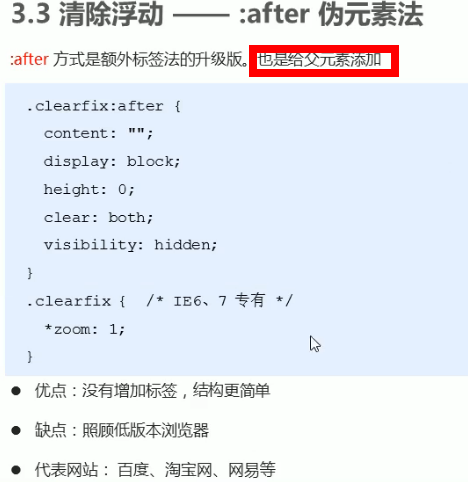 3.3 清除浮动 —— :after 伪元素法
:after 方式是额外标签法的升级版。也是给父元素添加
.clearfix:after {
content: "";
display: block;
height: 0;
clear: both;
visibility: hidden;
}
.clearfix { /* IE6、7 专有 */
*zoom: 1;
}
● 优点：没有增加标签，结构更简单
● 缺点：照顾低版本浏览器
● 代表网站： 百度、淘宝网、网易等